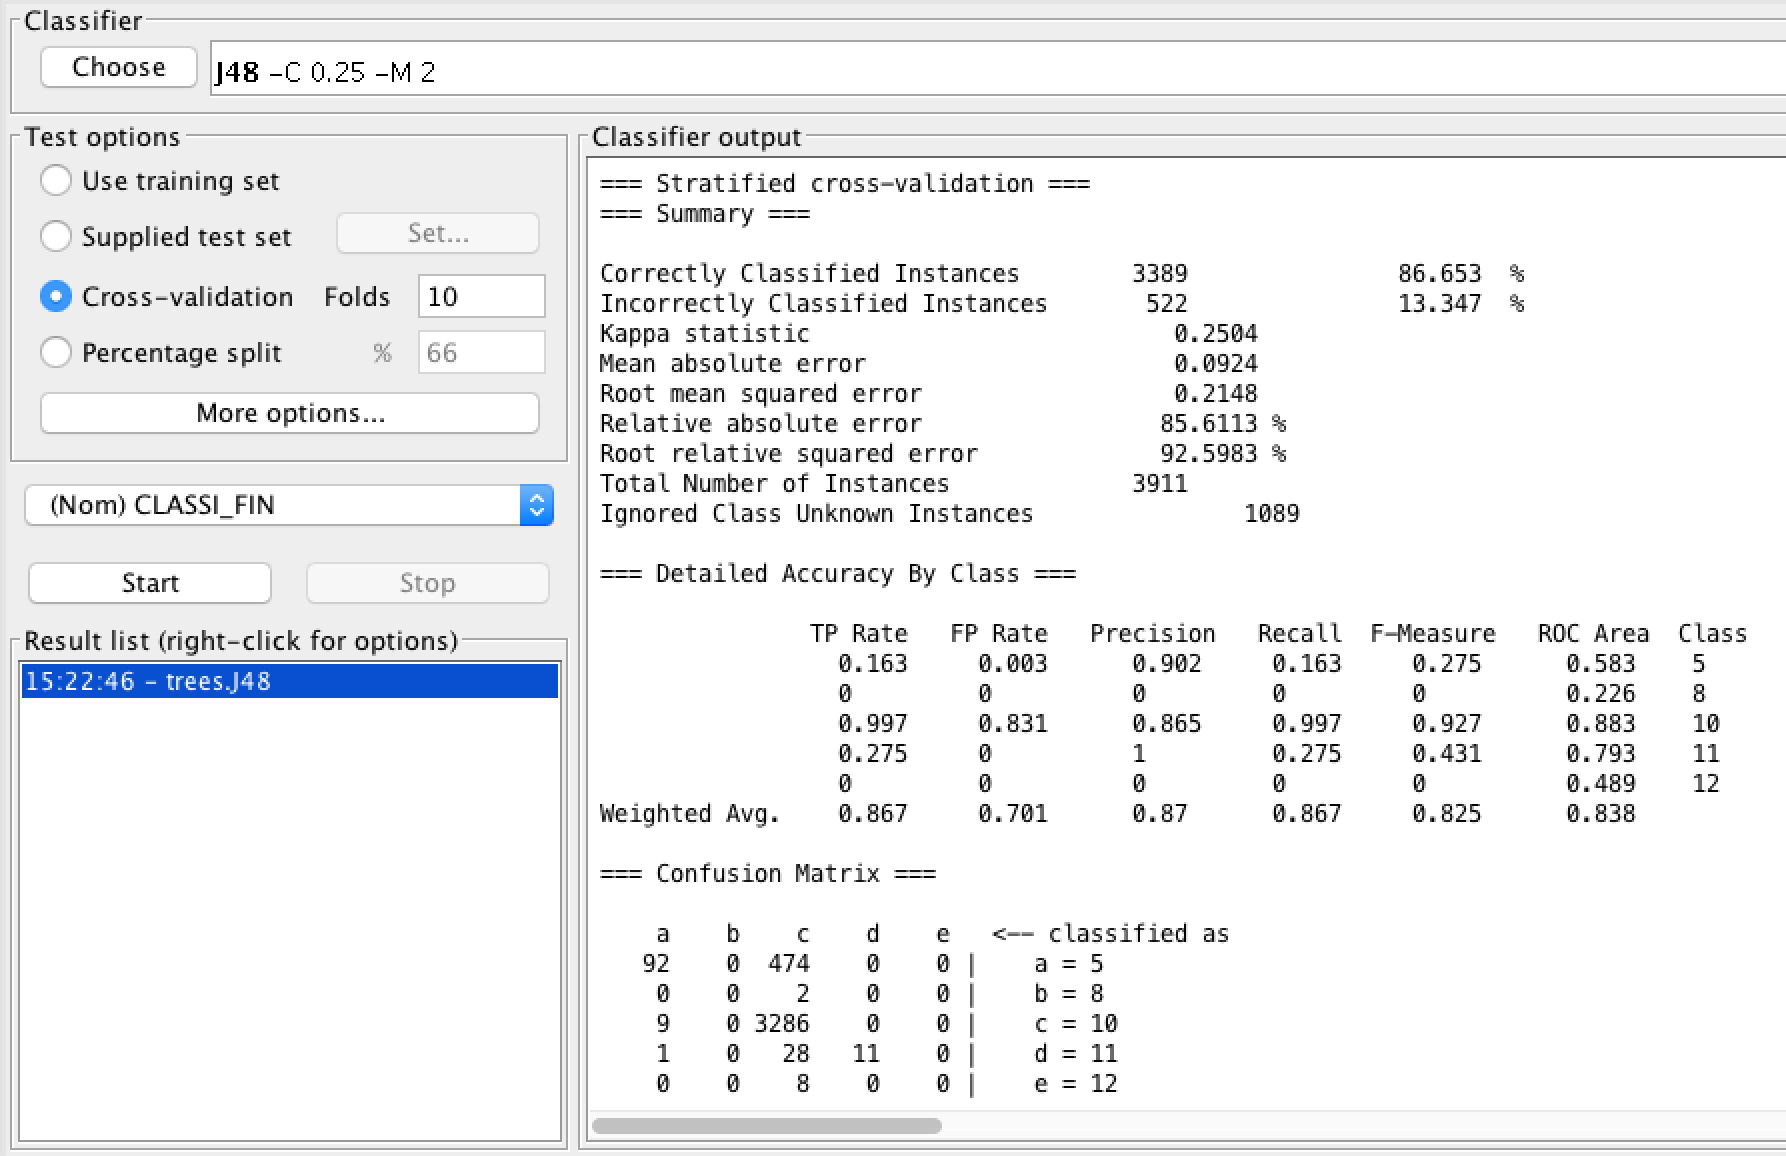 Classifier
Choose
J48 -C 0.25 -M 2
Test options
Use training set
Supplied test set
Set...
Cross-validation Folds 10
Percentage split % 66
More options...
(Nom) CLASSI_FIN
Start
Stop
Result list (right-click for options)
15:22:46 - trees.J48
Classifier output
=== Stratified cross-validation ===
=== Summary ===
Correctly Classified Instances 3389 86.653 %
Incorrectly Classified Instances 522 13.347 %
Kappa statistic 0.2504
Mean absolute error 0.0924
Root mean squared error 0.2148
Relative absolute error 85.6113 %
Root relative squared error 92.5983 %
Total Number of Instances 3911
Ignored Class Unknown Instances 1089
=== Detailed Accuracy By Class ===
TP Rate FP Rate Precision Recall F-Measure ROC Area Class
0.163 0.003 0.902 0.163 0.275 0.583 5
0 0 0 0 0 0.226 8
0.997 0.831 0.865 0.997 0.927 0.883 10
0.275 0 1 0.275 0.431 0.793 11
0 0 0 0 0 0.489 12
Weighted Avg. 0.867 0.701 0.87 0.867 0.825 0.838
=== Confusion Matrix ===
a b c d e <-- classified as
92 0 474 0 0 | a = 5
0 0 2 0 0 | b = 8
9 0 3286 0 0 | c = 10
1 0 28 11 0 | d = 11
0 0 8 0 0 | e = 12